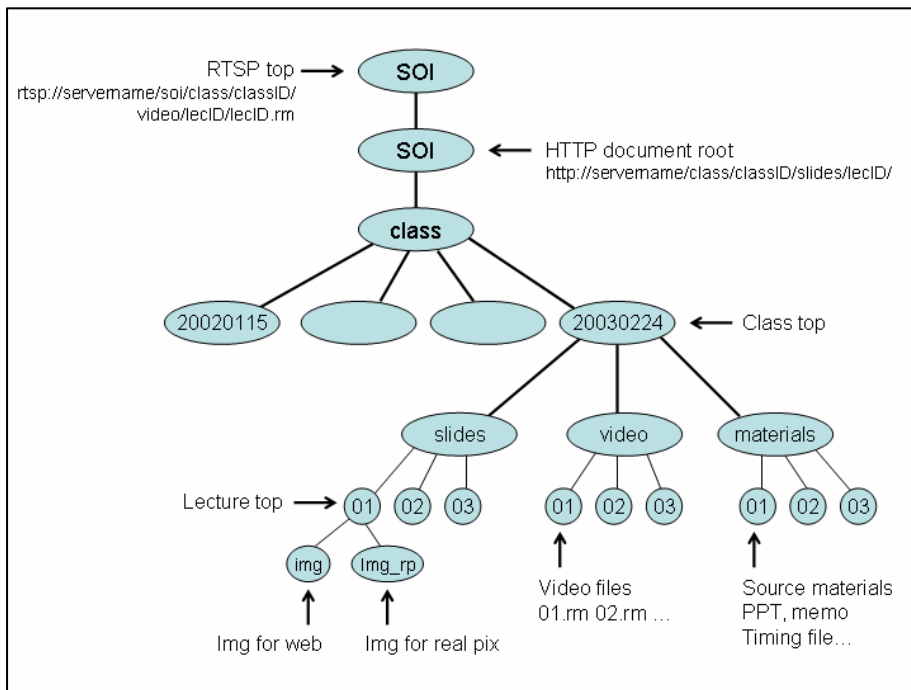 RTSP top
rtsp://servername/soi/class/classID/
video/lecID/lecID.rm
SOI
SOI
HTTP document root
http://servername/class/classID/slides/lecID/
class
20020115
20030224
Class top
slides
video
materials
Lecture top
01
02
03
01
02
03
01
02
03
img
Img_rp
Img for web
Img for real pix
Video files
01.rm 02.rm ...
Source materials
PPT, memo
Timing file...